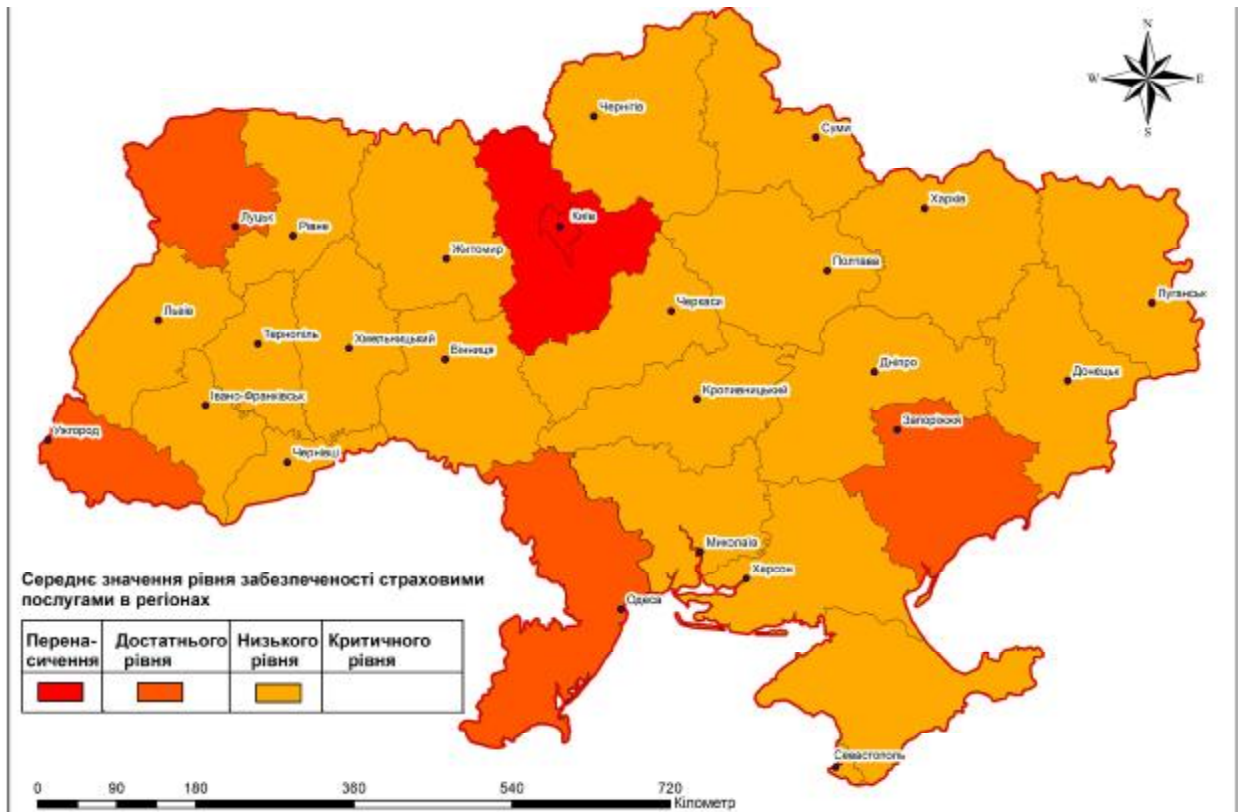 N
W
E
S
Чернігів
Суми
Луцьк
Рівне
Київ
Харків
Житомир
Полтава
Львів
Тернопіль
Хмельницький
Вінниця
Черкаси
Луганськ
Івано-Франківськ
Кропивницький
Дніпро
Донецьк
Ужгород
Чернівці
Запоріжжя
Миколаїв
Херсон
Одеса
Севастополь
Середнє значення рівня забезпеченості страховими
послугами в регіонах
Перена-
сичення
Достатнього
рівня
Низького
рівня
Критичного
рівня
0 90 180 380 540 720
Кілометр